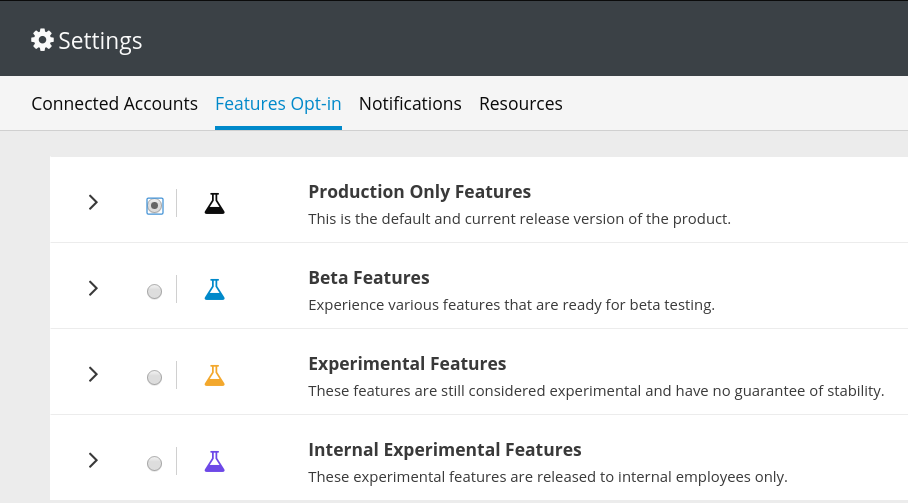 Settings
Connected Accounts Features Opt-in Notifications Resources
Production Only Features
This is the default and current release version of the product.
Beta Features
Experience various features that are ready for beta testing.
Experimental Features
These features are still considered experimental and have no guarantee of stability.
Internal Experimental Features
These experimental features are released to internal employees only.